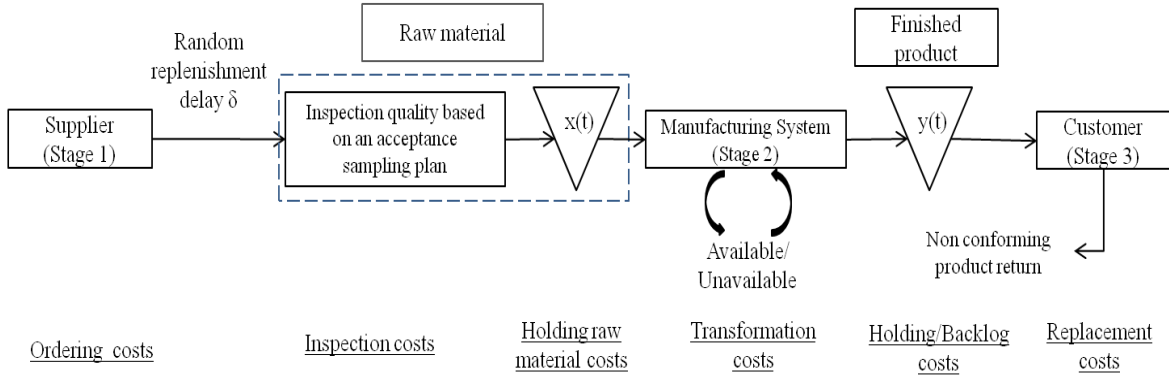 Raw material
Finished
product
Random
replenishment
delay δ
Supplier
(Stage 1)
Inspection quality based
on an acceptance
sampling plan
x(t)
Manufacturing System
(Stage 2)
y(t)
Customer
(Stage 3)
Available/
Unavailable
Non conforming
product return
Ordering costs
Inspection costs
Holding raw
material costs
Transformation
costs
Holding/Backlog
costs
Replacement
costs